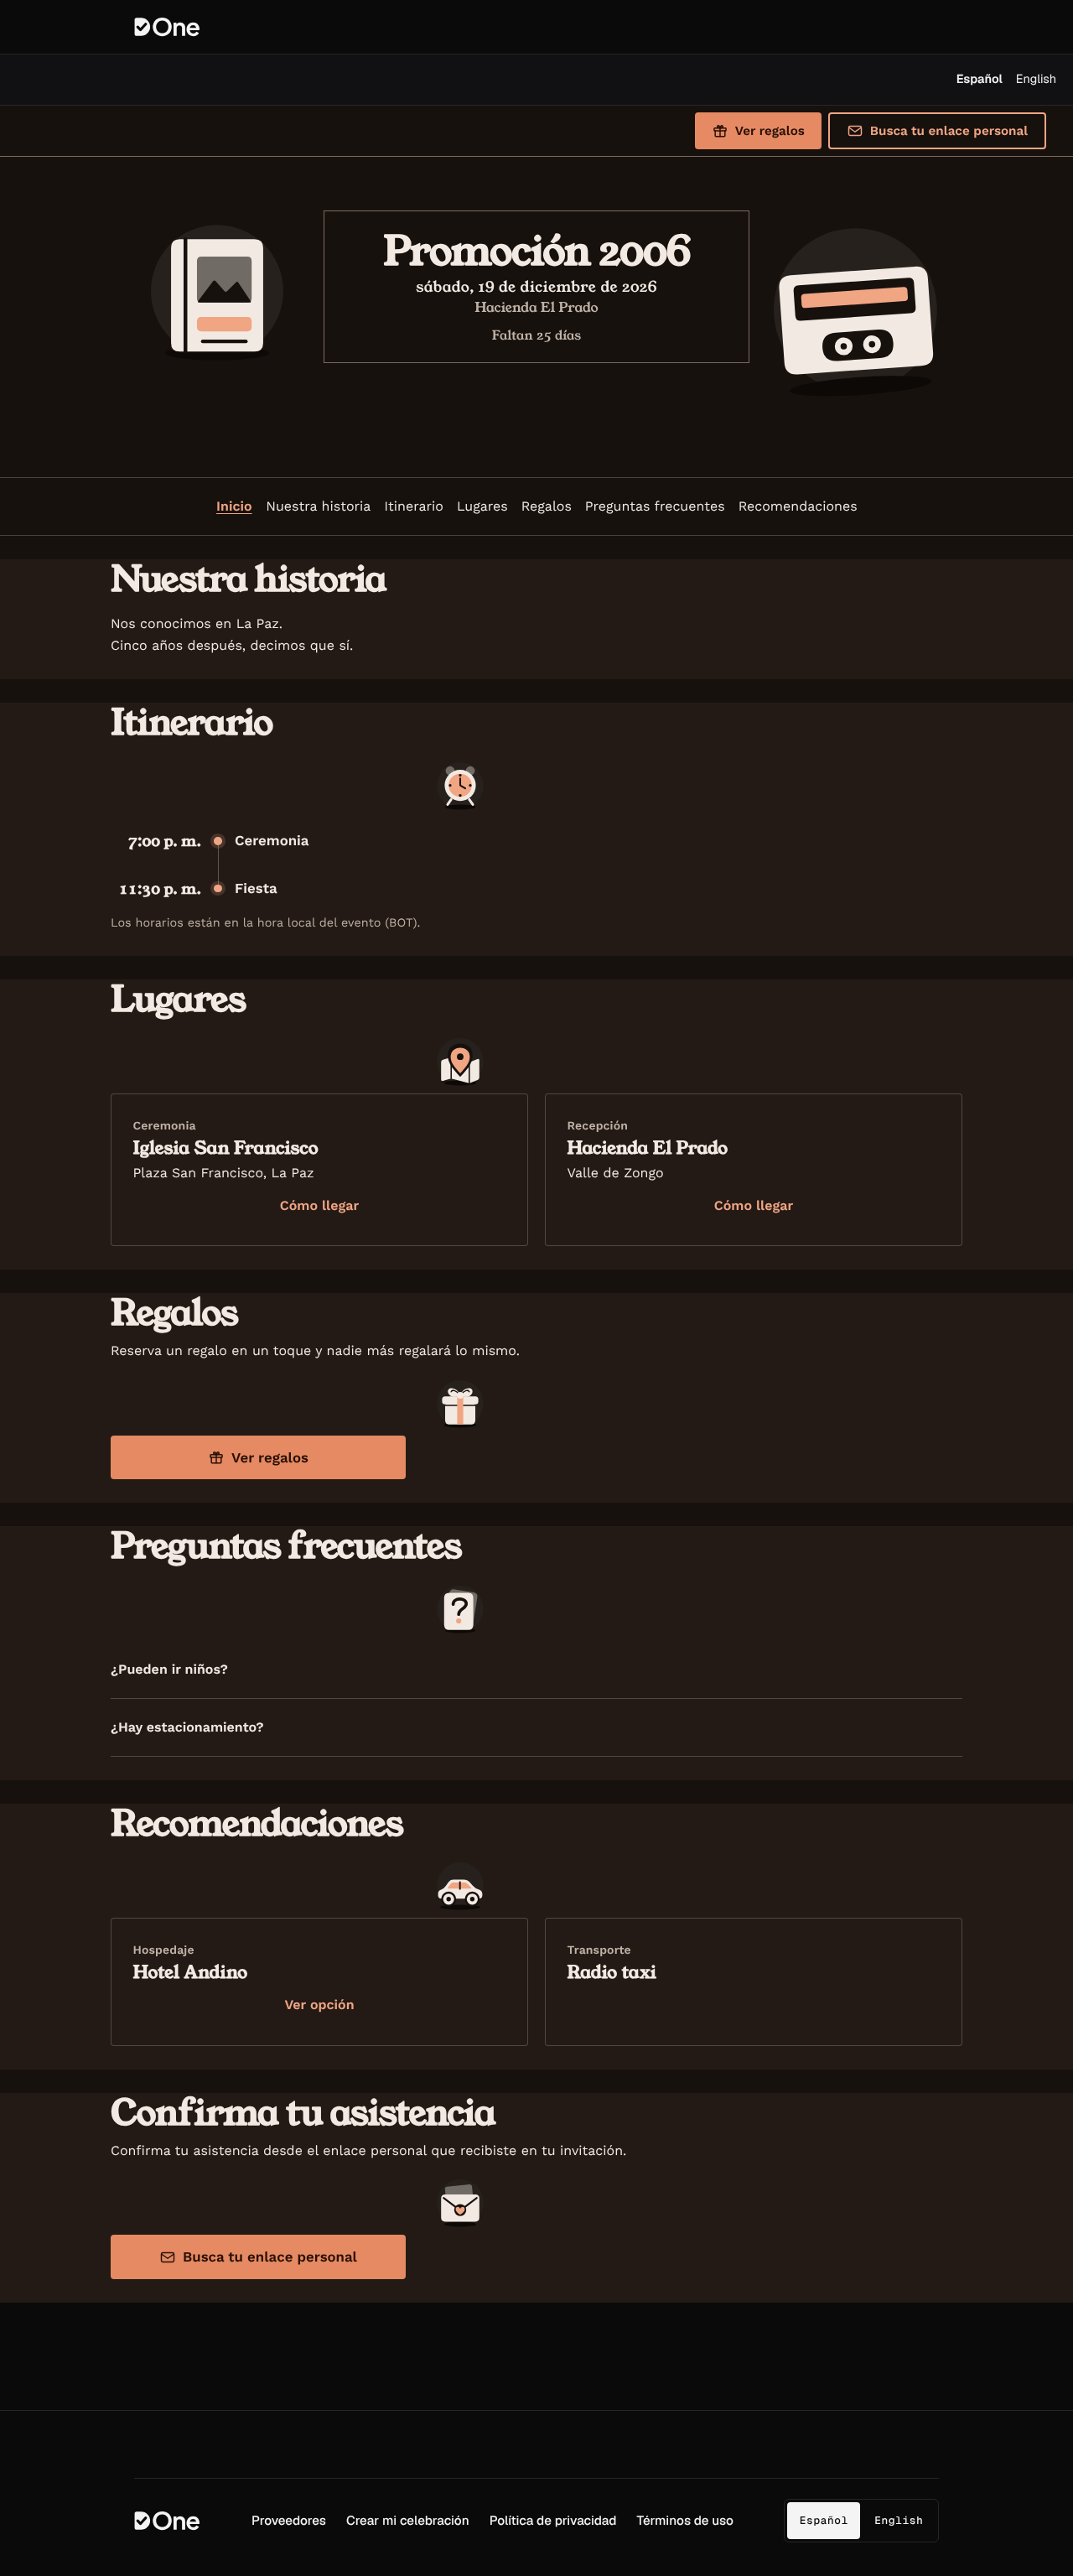 One
Español English
Ver regalos Busca tu enlace personal
Promoción 2006
sábado, 19 de diciembre de 2026
Hacienda El Prado
Faltan 25 días
Inicio Nuestra historia Itinerario Lugares Regalos Preguntas frecuentes Recomendaciones
Nuestra historia
Nos conocimos en La Paz.
Cinco años después, decimos que sí.
Itinerario
7:00 p. m. Ceremonia
11:30 p. m. Fiesta
Los horarios están en la hora local del evento (BOT).
Lugares
Ceremonia
Iglesia San Francisco
Plaza San Francisco, La Paz
Cómo llegar
Recepción
Hacienda El Prado
Valle de Zongo
Cómo llegar
Regalos
Reserva un regalo en un toque y nadie más regalará lo mismo.
Ver regalos
Preguntas frecuentes
?
¿Pueden ir niños?
¿Hay estacionamiento?
Recomendaciones
Hospedaje
Hotel Andino
Ver opción
Transporte
Radio taxi
Confirma tu asistencia
Confirma tu asistencia desde el enlace personal que recibiste en tu invitación.
Busca tu enlace personal
One
Proveedores Crear mi celebración Política de privacidad Términos de uso
Español English